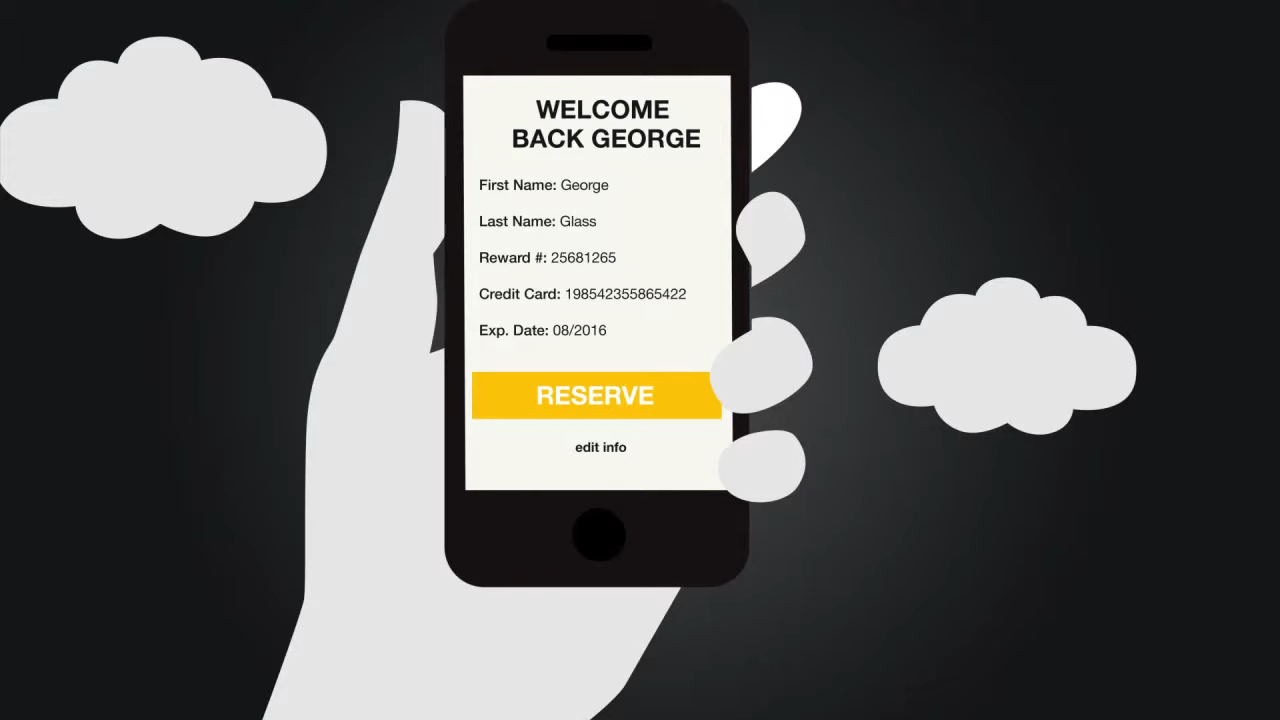 WELCOME
BACK GEORGE
First Name: George
Last Name: Glass
Reward #: 25681265
Credit Card: 198542355865422
Exp. Date: 08/2016
RESERVE
edit info